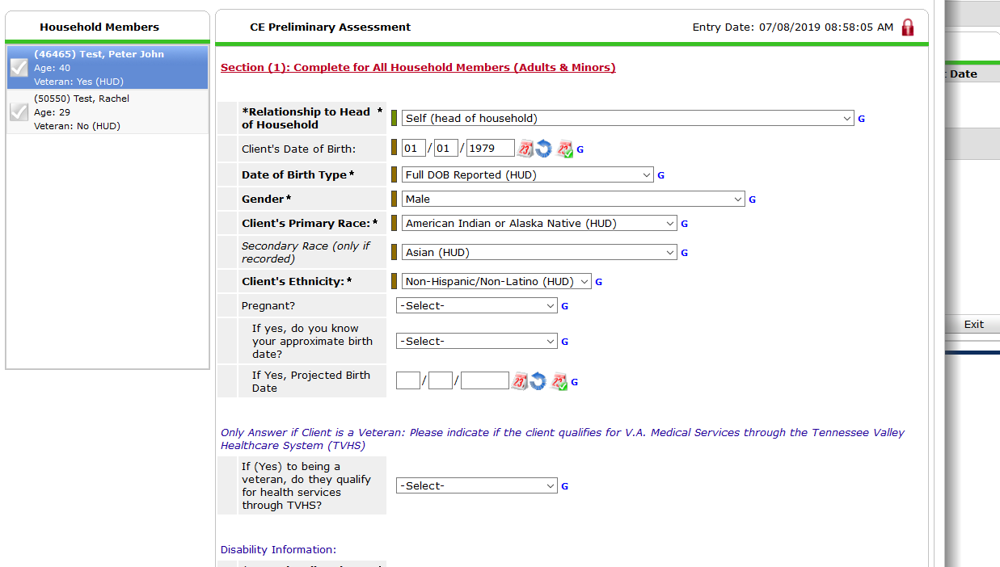 Household Members
(46465) Test, Peter John
Age: 40
Veteran: Yes (HUD)
(50550) Test, Rachel
Age: 29
Veteran: No (HUD)
CE Preliminary Assessment
Entry Date: 07/08/2019 08:58:05 AM
Section (1): Complete for All Household Members (Adults & Minors)
*Relationship to Head *
of Household
Self (head of household)
G
Client's Date of Birth:
01 / 01 / 1979
23
G
Date of Birth Type *
Full DOB Reported (HUD)
G
Gender *
Male
G
Client's Primary Race: *
American Indian or Alaska Native (HUD)
G
Secondary Race (only if
recorded)
Asian (HUD)
G
Client's Ethnicity: *
Non-Hispanic/Non-Latino (HUD)
G
Pregnant?
-Select-
G
If yes, do you know
your approximate birth
date?
-Select-
G
If Yes, Projected Birth
Date
/ /
23
G
Only Answer if Client is a Veteran: Please indicate if the client qualifies for V.A. Medical Services through the Tennessee Valley
Healthcare System (TVHS)
If (Yes) to being a
veteran, do they qualify
for health services
through TVHS?
-Select-
G
Disability Information:
Date
Exit